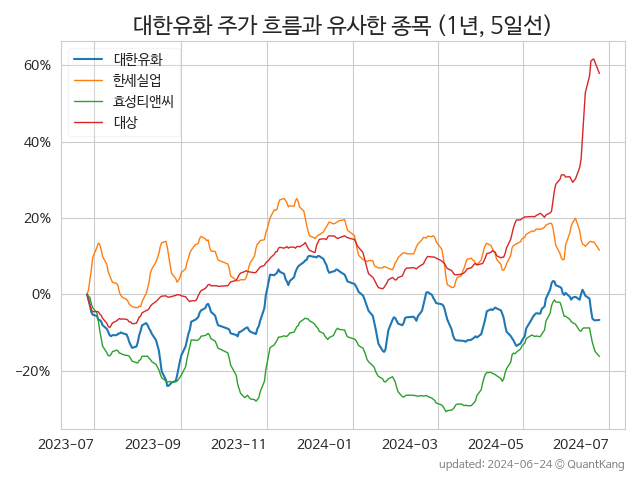 대한유화 주가 흐름과 유사한 종목 (1년, 5일선)
대한유화
한세실업
효성티앤씨
대상
60%
40%
20%
0%
−20%
2023-07 2023-09 2023-11 2024-01 2024-03 2024-05 2024-07
updated: 2024-06-24 © QuantKang